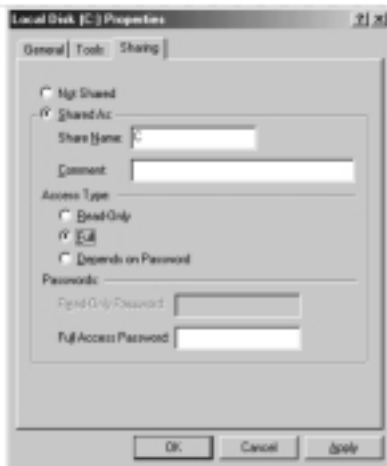 Local Disk (C:) Properties
General Tools Sharing
Not Shared
Shared As:
Share Name: C
Comment:
Access Type:
Read-Only
Full
Depends on Password
Passwords:
Read-Only Password:
Full Access Password:
OK Cancel Apply